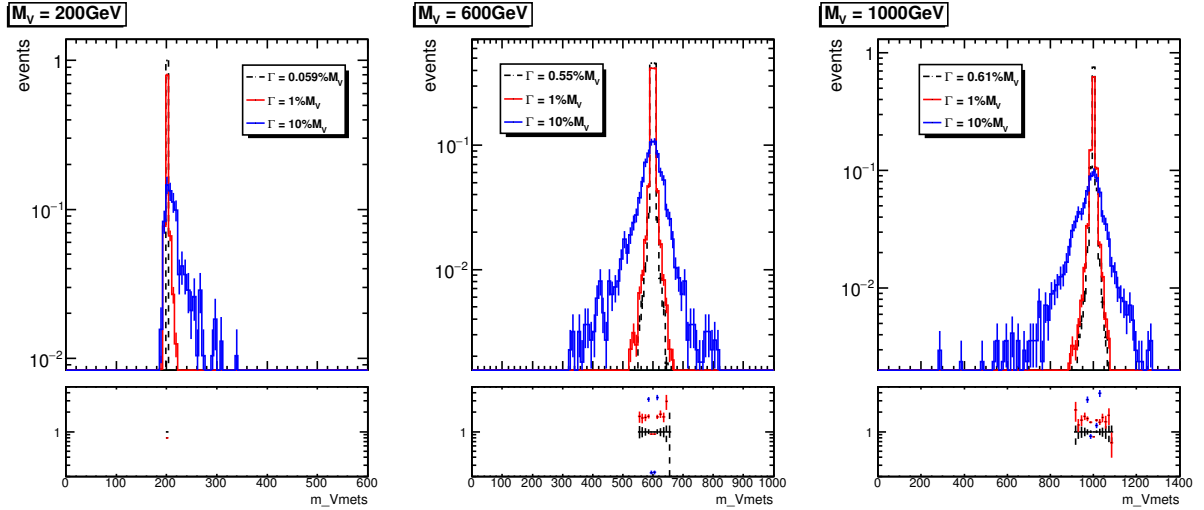 M_V = 200GeV
events
1
10^{-1}
10^{-2}
Γ = 0.059%M_V
Γ = 1%M_V
Γ = 10%M_V
1
0 100 200 300 400 500 600
m_Vmets
M_V = 600GeV
events
10^{-1}
10^{-2}
Γ = 0.55%M_V
Γ = 1%M_V
Γ = 10%M_V
1
0 100 200 300 400 500 600 700 800 900 1000
m_Vmets
M_V = 1000GeV
events
1
10^{-1}
10^{-2}
Γ = 0.61%M_V
Γ = 1%M_V
Γ = 10%M_V
1
0 200 400 600 800 1000 1200 1400
m_Vmets